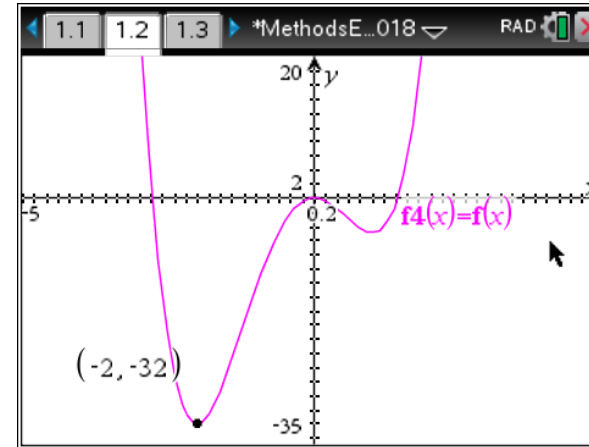 1.1 1.2 1.3 *MethodsE...018 RAD
20 y
2
-5 0.2 f4(x)=f(x)
(-2, -32)
-35